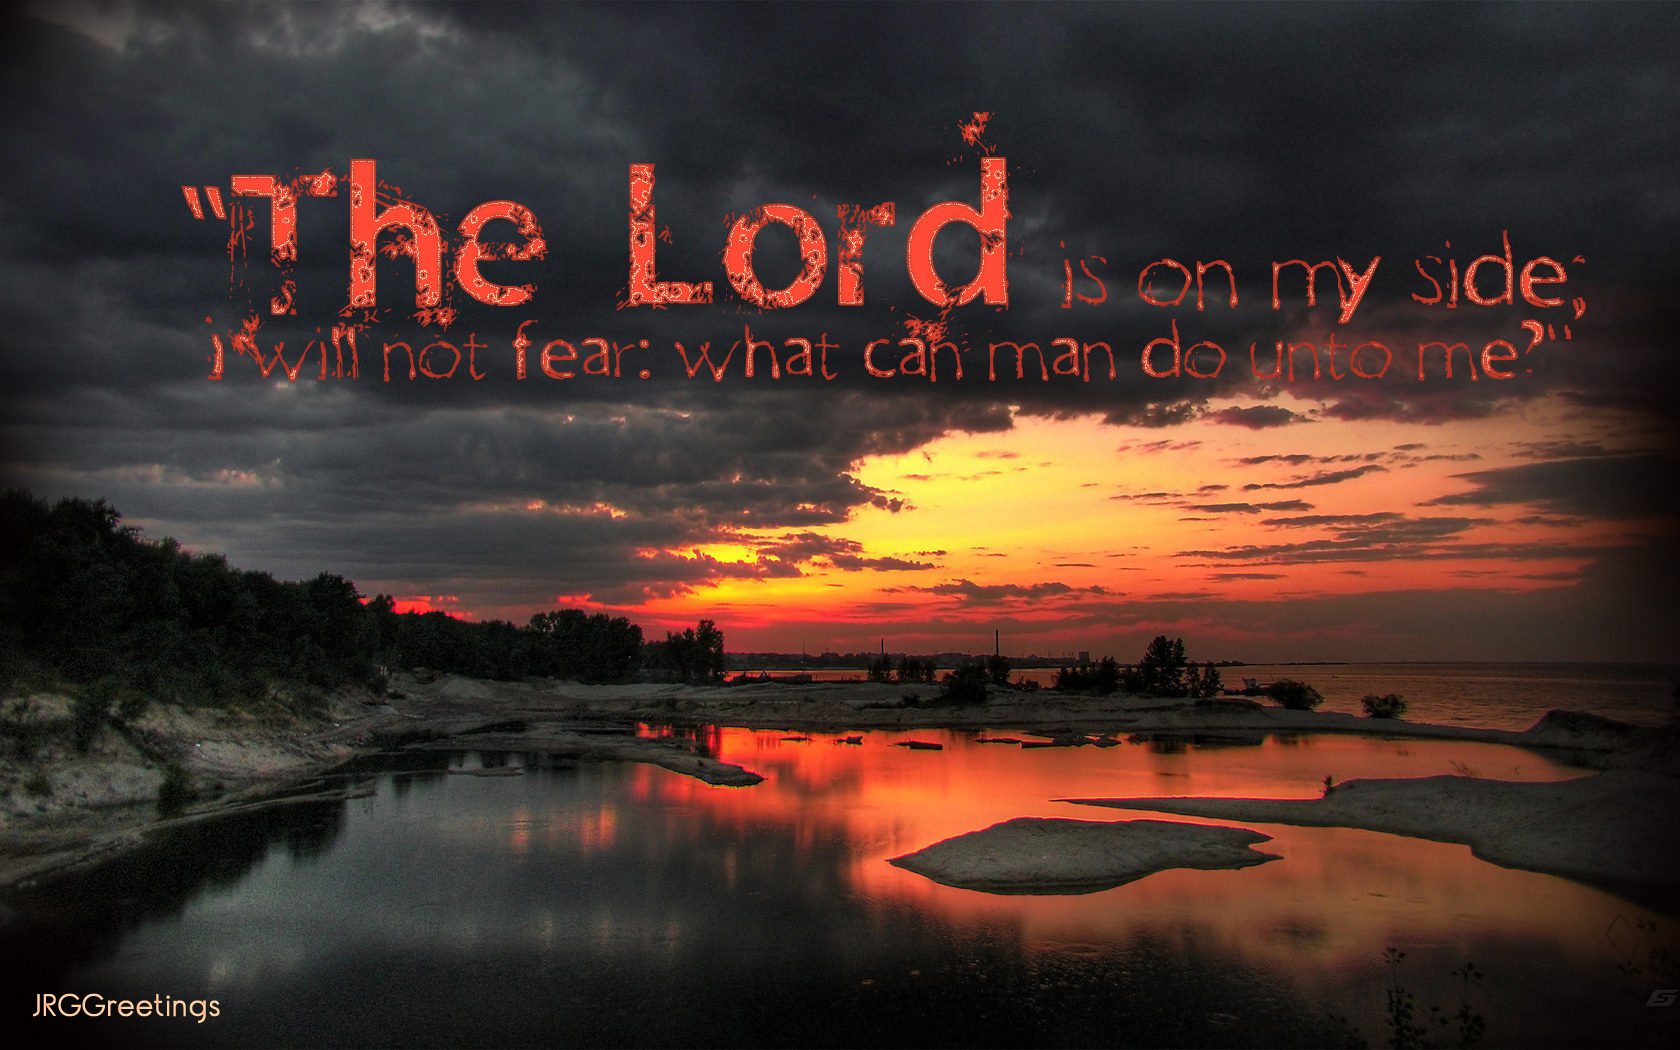 “The Lord is on my side;
i will not fear: what can man do unto me?"
JRGGreetings